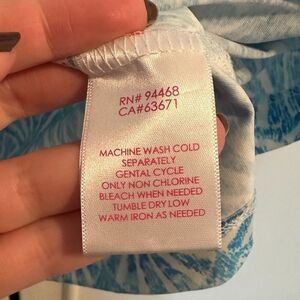 RN# 94468
CA#63671
MACHINE WASH COLD
SEPARATELY
GENTAL CYCLE
ONLY NON CHLORINE
BLEACH WHEN NEEDED
TUMBLE DRY LOW
WARM IRON AS NEEDED